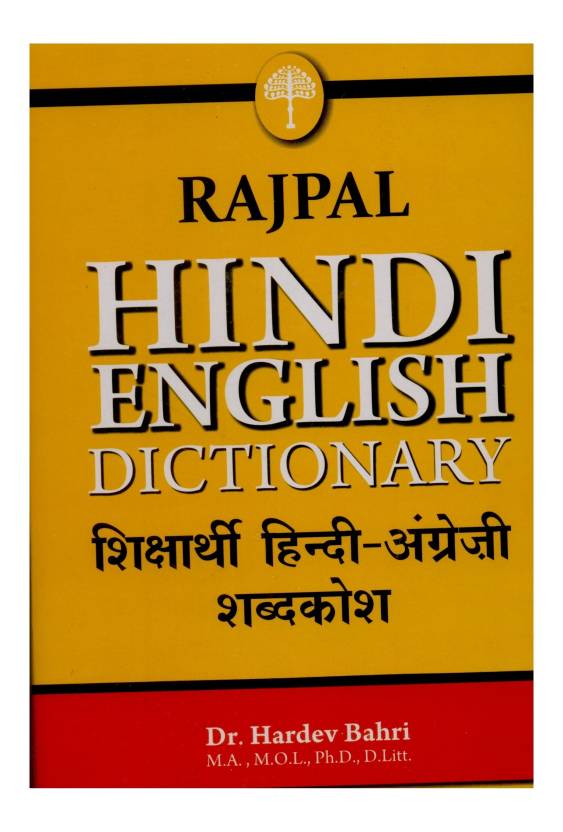 RAJPAL
HINDI
ENGLISH
DICTIONARY
शिक्षार्थी हिन्दी-अंग्रेज़ी
शब्दकोश
Dr. Hardev Bahri
M.A. , M.O.L., Ph.D., D.Litt.